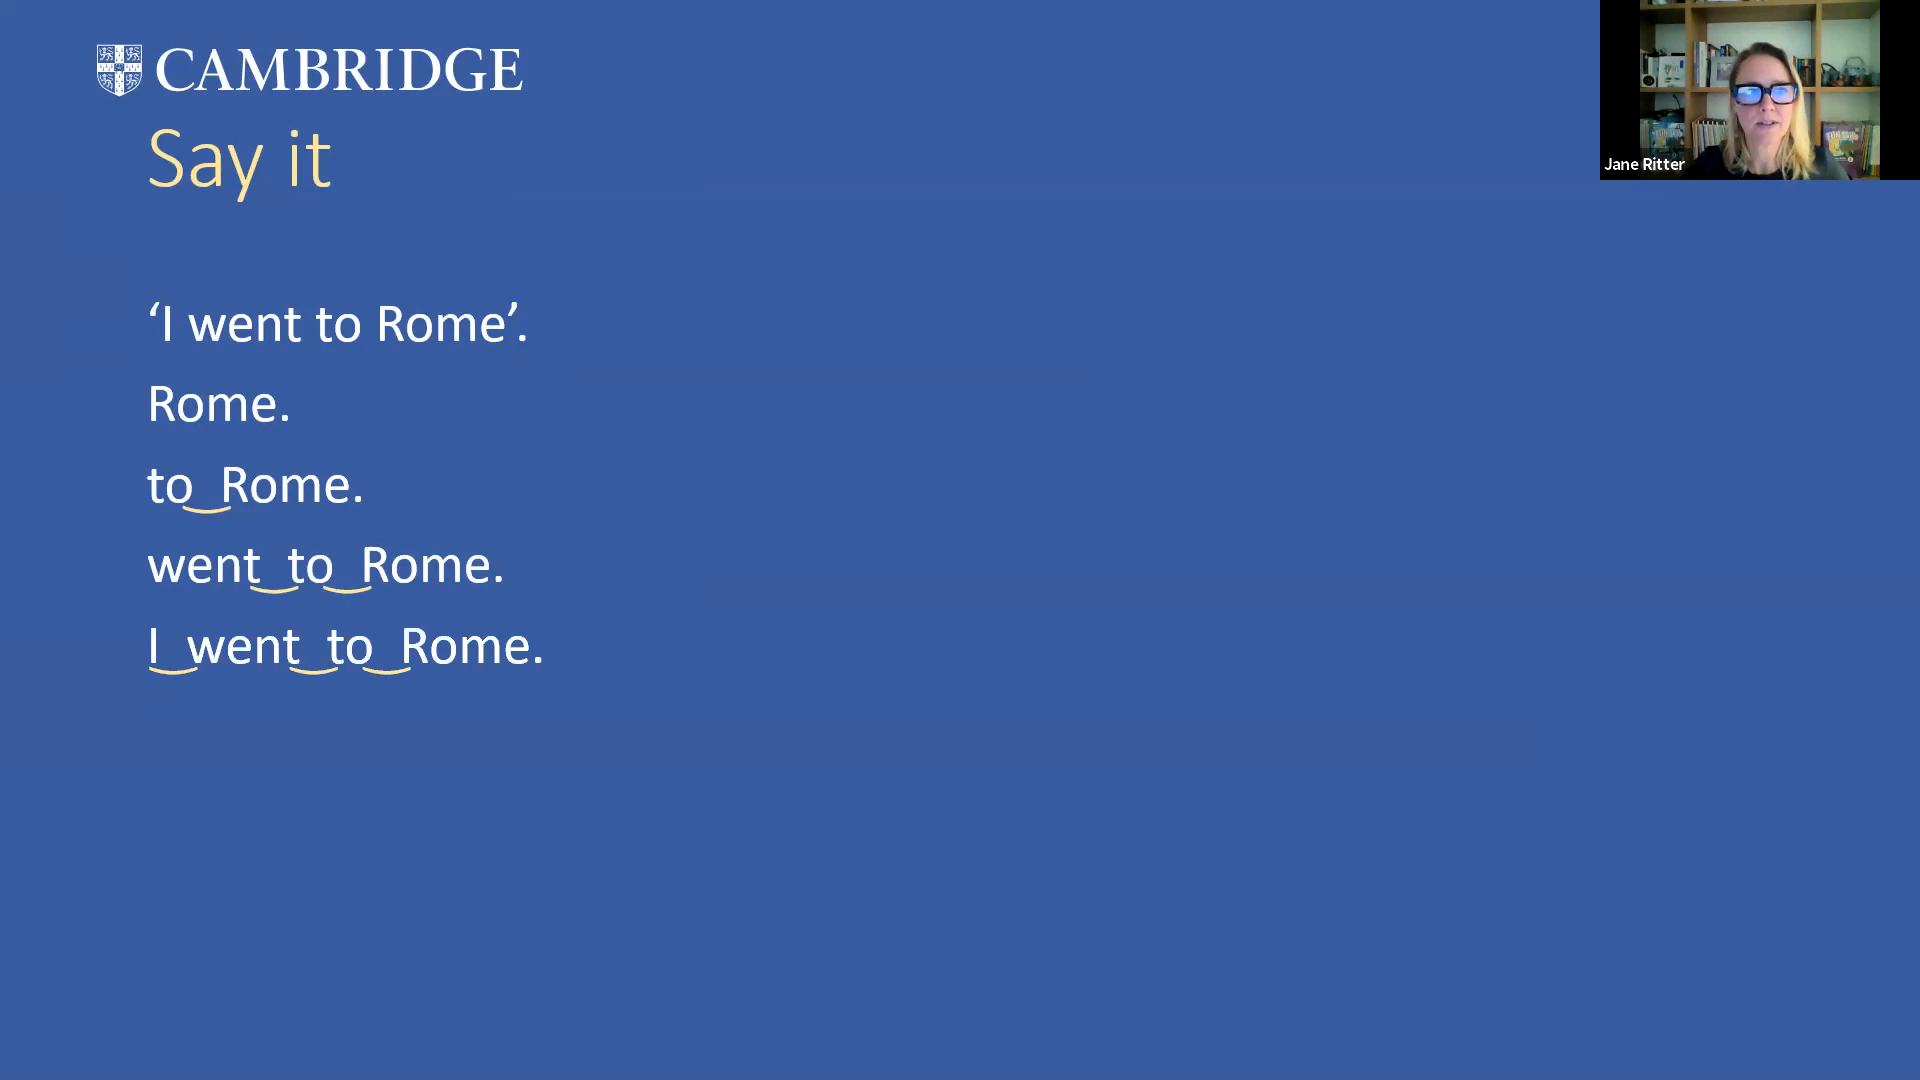 CAMBRIDGE
Say it
‘I went to Rome’.
Rome.
to Rome.
went to Rome.
I went to Rome.
Jane Ritter